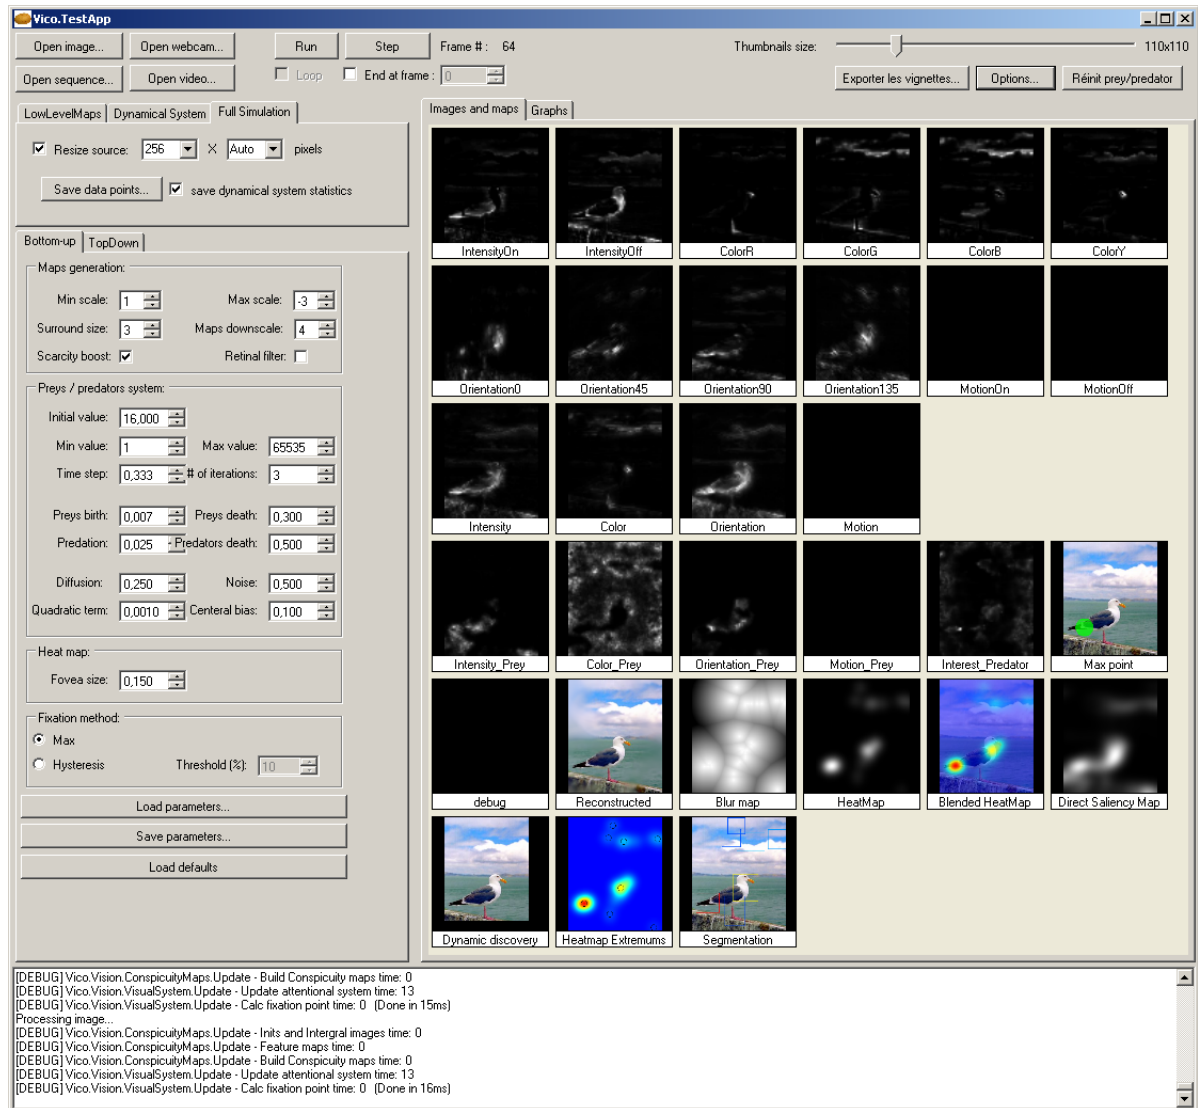 Vico.TestApp
Open image... Open webcam... Run Step Frame # : 64 Thumbnails size: 110x110
Open sequence... Open video... Loop End at frame : 0 Exporter les vignettes... Options... Réinit prey/predator
LowLevelMaps Dynamical System Full Simulation
Resize source: 256 X Auto pixels
Save data points... save dynamical system statistics
Bottom-up TopDown
Maps generation:
Min scale: 1 Max scale: -3
Surround size: 3 Maps downscale: 4
Scarcity boost: Retinal filter:
Preys / predators system:
Initial value: 16,000
Min value: 1 Max value: 65535
Time step: 0,333 # of iterations: 3
Preys birth: 0,007 Preys death: 0,300
Predation: 0,025 Predators death: 0,500
Diffusion: 0,250 Noise: 0,500
Quadratic term: 0,0010 Centeral bias: 0,100
Heat map:
Fovea size: 0,150
Fixation method:
Max
Hysteresis Threshold (%): 10
Load parameters...
Save parameters...
Load defaults
Images and maps Graphs
IntensityOn IntensityOff ColorR ColorG ColorB ColorY
Orientation0 Orientation45 Orientation90 Orientation135 MotionOn MotionOff
Intensity Color Orientation Motion
Intensity_Prey Color_Prey Orientation_Prey Motion_Prey Interest_Predator Max point
debug Reconstructed Blur map HeatMap Blended HeatMap Direct Saliency Map
Dynamic discovery Heatmap Extremums Segmentation
[DEBUG] Vico.Vision.ConspicuityMaps.Update - Build Conspicuity maps time: 0
[DEBUG] Vico.Vision.VisualSystem.Update - Update attentional system time: 13
[DEBUG] Vico.Vision.VisualSystem.Update - Calc fixation point time: 0 (Done in 15ms)
Processing image...
[DEBUG] Vico.Vision.ConspicuityMaps.Update - Inits and Intergral images time: 0
[DEBUG] Vico.Vision.ConspicuityMaps.Update - Feature maps time: 0
[DEBUG] Vico.Vision.ConspicuityMaps.Update - Build Conspicuity maps time: 0
[DEBUG] Vico.Vision.VisualSystem.Update - Update attentional system time: 13
[DEBUG] Vico.Vision.VisualSystem.Update - Calc fixation point time: 0 (Done in 16ms)